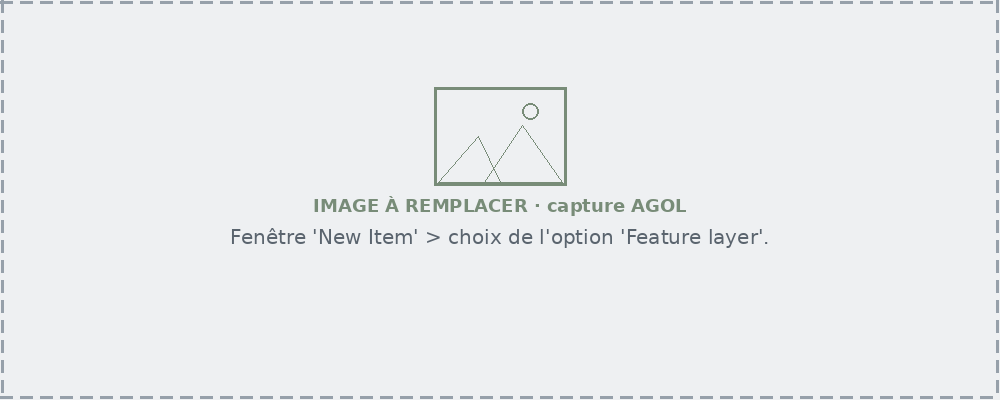 IMAGE À REMPLACER · capture AGOL
Fenêtre 'New Item' > choix de l'option 'Feature layer'.